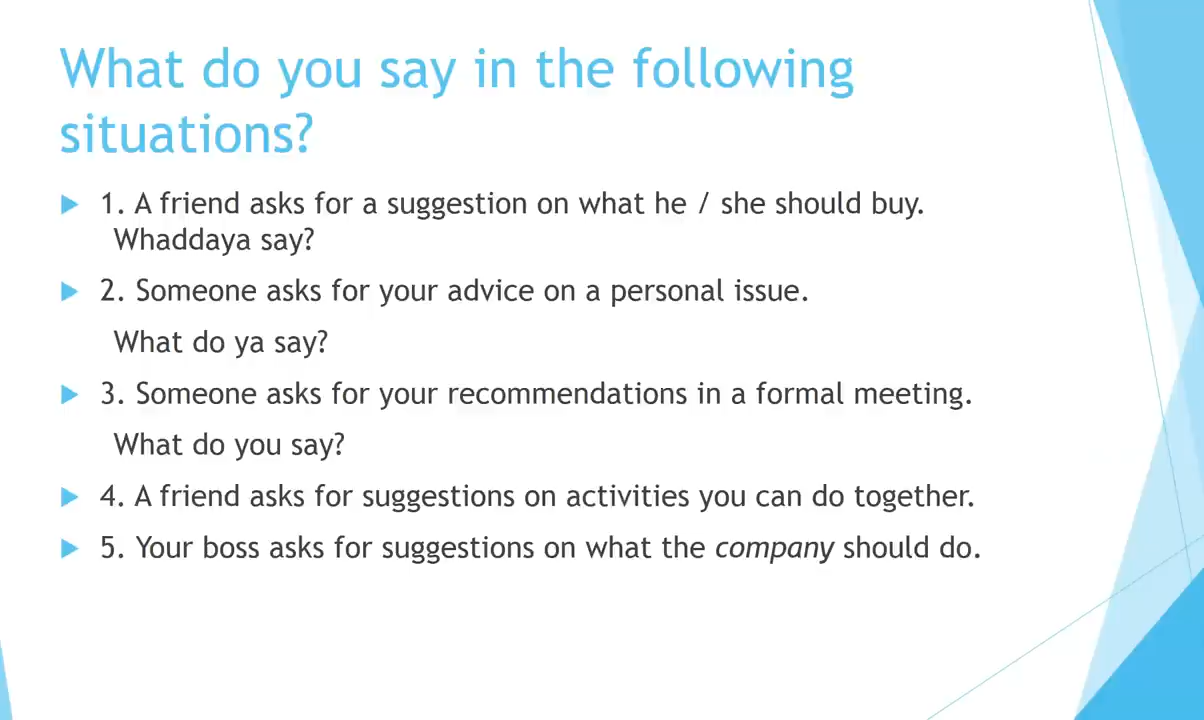 What do you say in the following
situations?
1. A friend asks for a suggestion on what he / she should buy.
Whaddaya say?
2. Someone asks for your advice on a personal issue.
What do ya say?
3. Someone asks for your recommendations in a formal meeting.
What do you say?
4. A friend asks for suggestions on activities you can do together.
5. Your boss asks for suggestions on what the company should do.